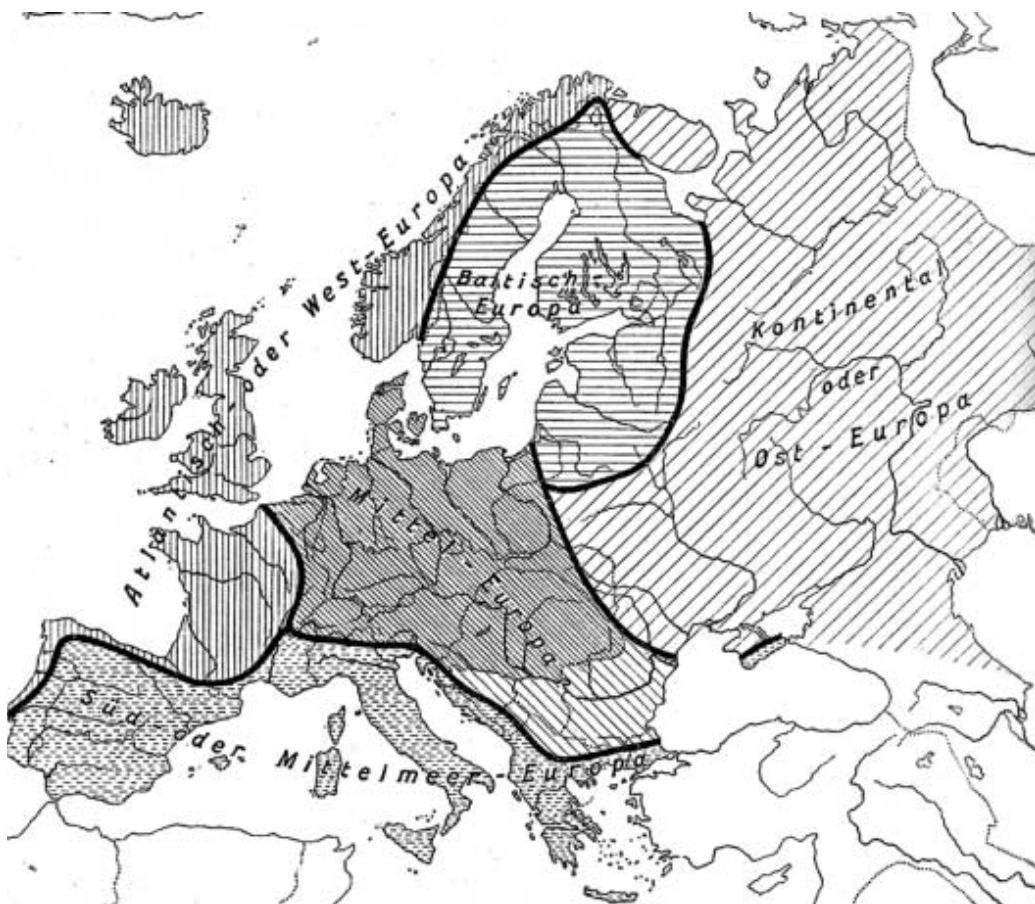 Atlantisch oder West-Europa
Baltisch-
Europa
Kontinental
oder
Ost-Europa
Mittel-Europa
Süd-
oder
Mittelmeer-Europa